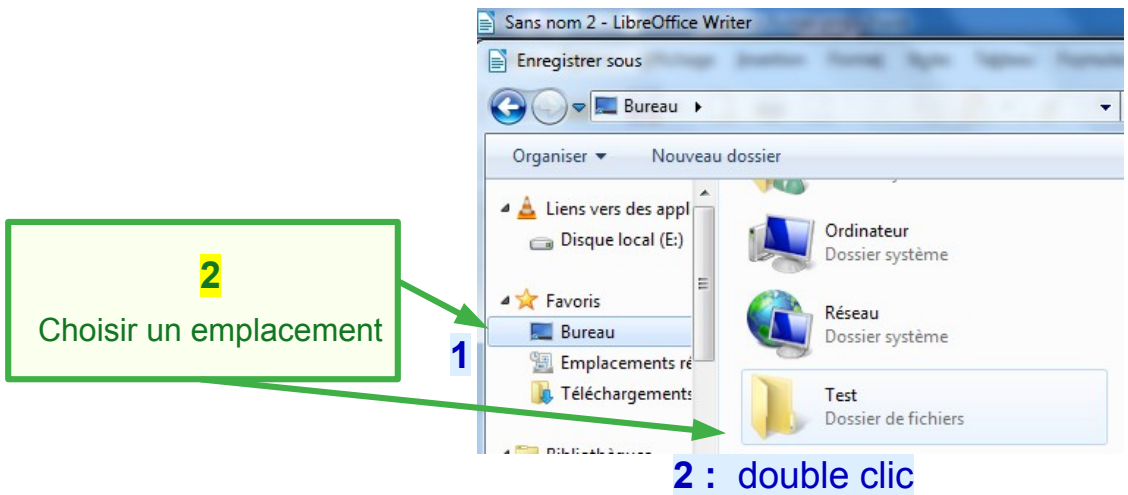 Sans nom 2 - LibreOffice Writer
Enregistrer sous
Bureau
Organiser Nouveau dossier
Liens vers des appl
Disque local (E:)
Ordinateur
Dossier système
2
Choisir un emplacement
Favoris
Bureau
1
Emplacements ré
Téléchargements
Réseau
Dossier système
Test
Dossier de fichiers
Bibliothèques
2 : double clic